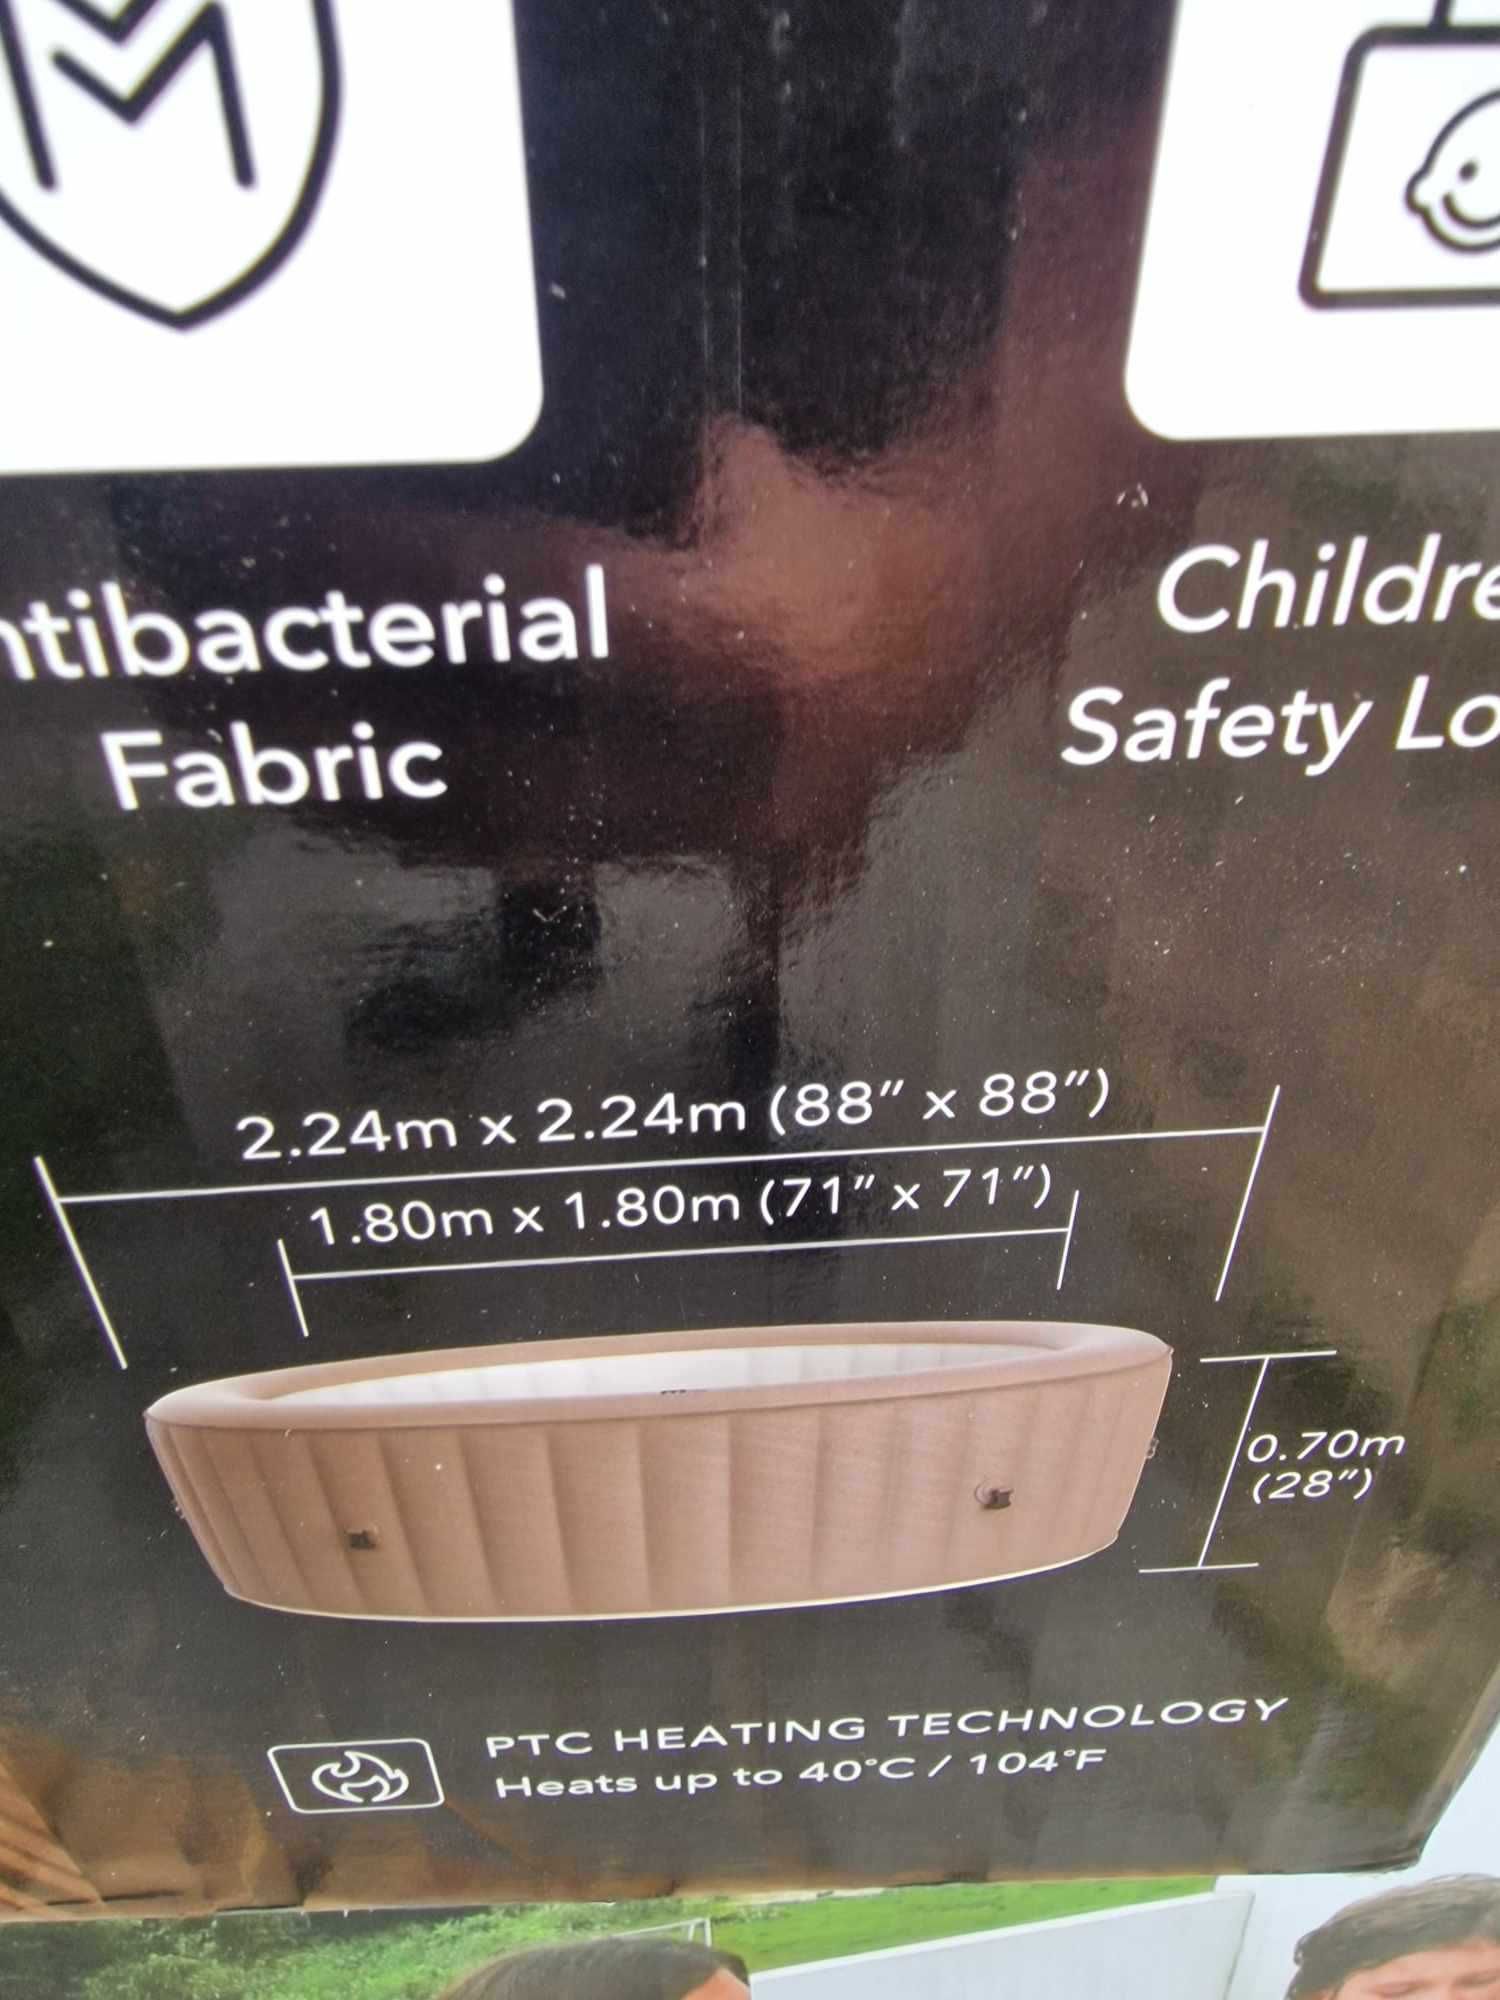 ntibacterial
Fabric
Childre
Safety Lo
2.24m x 2.24m (88" x 88")
1.80m x 1.80m (71" x 71")
0.70m
(28")
PTC HEATING TECHNOLOGY
Heats up to 40°C / 104°F